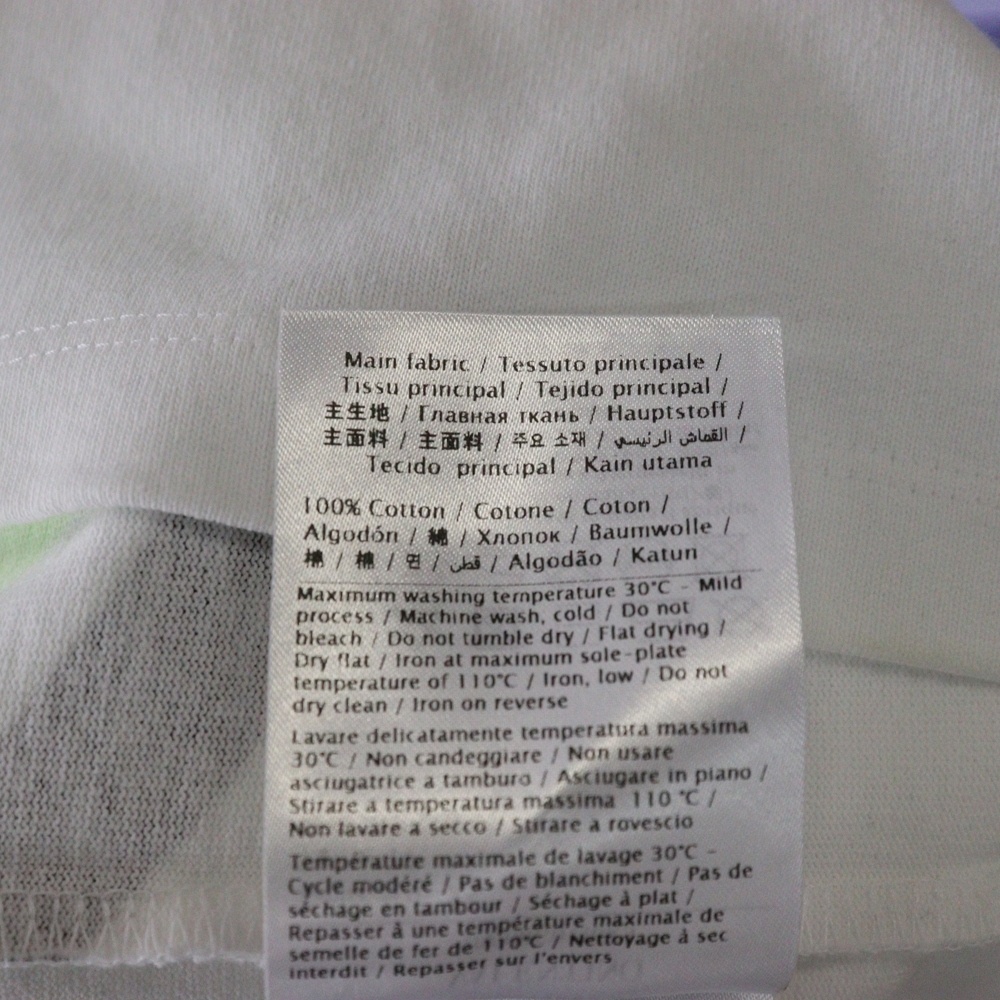 Main fabric / Tessuto principale /
Tissu principal / Tejido principal /
主生地 / Главная ткань / Hauptstoff /
主面料 / 主面料 / 주요 소재 / القماش الرئيسي /
Tecido principal / Kain utama
100% Cotton / Cotone / Coton /
Algodón / 綿 / Хлопок / Baumwolle /
棉 / 棉 / 면 / قطن / Algodão / Katun
Maximum washing temperature 30°C - Mild
process / Machine wash, cold / Do not
bleach / Do not tumble dry / Flat drying /
Dry flat / Iron at maximum sole-plate
temperature of 110°C / Iron, low / Do not
dry clean / Iron on reverse
Lavare delicatamente temperatura massima
30°C / Non candeggiare / Non usare
asciugatrice a tamburo / Asciugare in piano /
Stirare a temperatura massima 110 °C /
Non lavare a secco / Stirare a rovescio
Température maximale de lavage 30°C -
Cycle modéré / Pas de blanchiment / Pas de
séchage en tambour / Séchage à plat /
Repasser à une température maximale de
semelle de fer de 110°C / Nettoyage à sec
interdit / Repasser sur l'envers